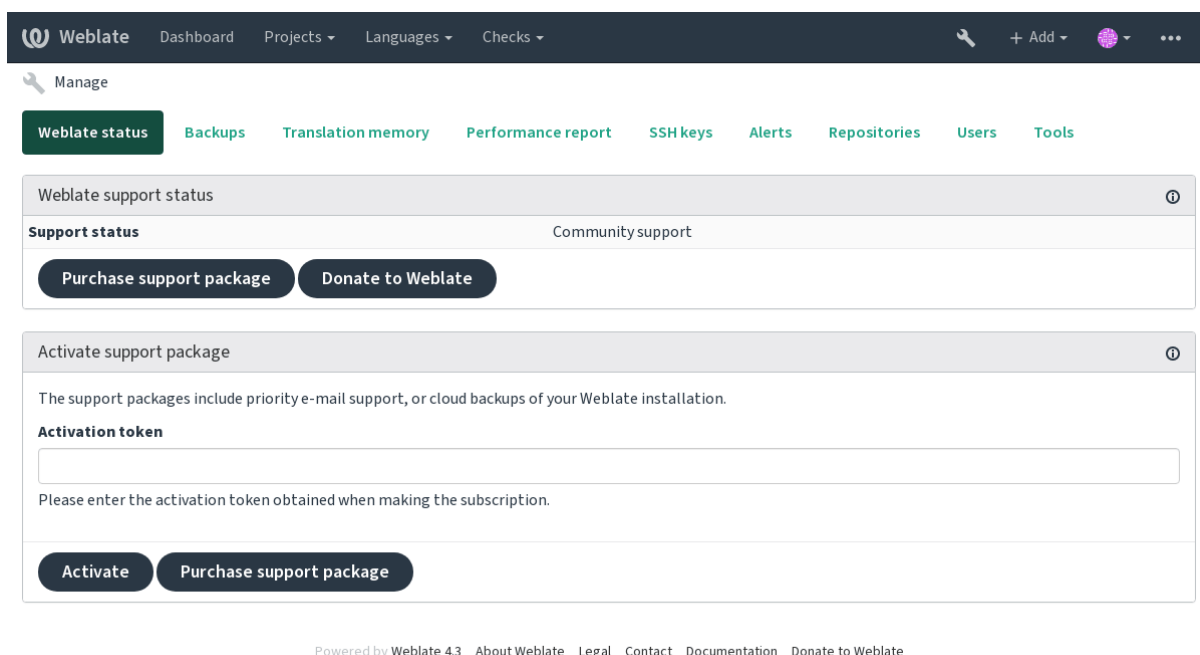 Weblate Dashboard Projects Languages Checks + Add
Manage
Weblate status Backups Translation memory Performance report SSH keys Alerts Repositories Users Tools
Weblate support status
Support status Community support
Purchase support package Donate to Weblate
Activate support package
The support packages include priority e-mail support, or cloud backups of your Weblate installation.
Activation token
Please enter the activation token obtained when making the subscription.
Activate Purchase support package
Powered by Weblate 4.3 About Weblate Legal Contact Documentation Donate to Weblate